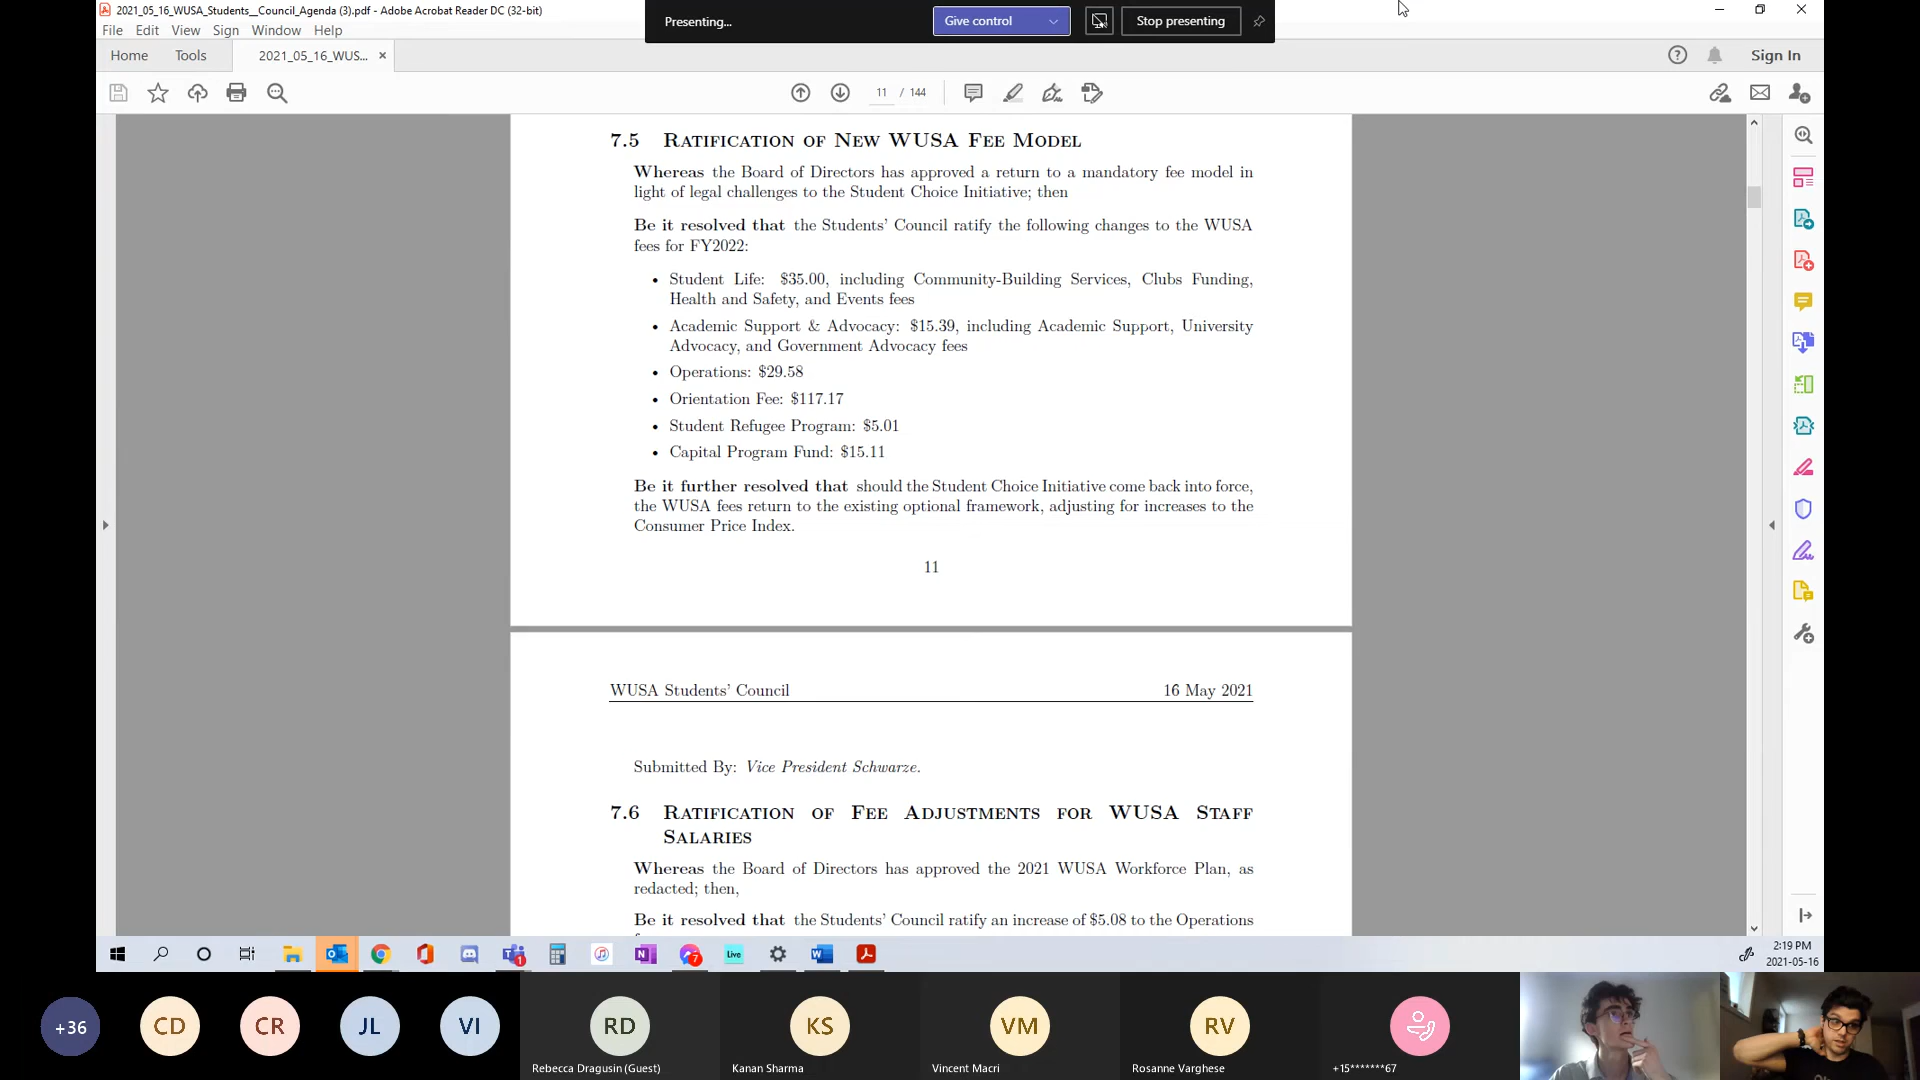 2021_05_16_WUSA_Students__Council_Agenda (3).pdf - Adobe Acrobat Reader DC (32-bit)
Presenting...
Give control
Stop presenting
File Edit View Sign Window Help
Home Tools 2021_05_16_WUS... ×
Sign In
11 / 144
7.5 Ratification of New WUSA Fee Model
Whereas the Board of Directors has approved a return to a mandatory fee model in
light of legal challenges to the Student Choice Initiative; then
Be it resolved that the Students' Council ratify the following changes to the WUSA
fees for FY2022:
• Student Life: $35.00, including Community-Building Services, Clubs Funding,
Health and Safety, and Events fees
• Academic Support & Advocacy: $15.39, including Academic Support, University
Advocacy, and Government Advocacy fees
• Operations: $29.58
• Orientation Fee: $117.17
• Student Refugee Program: $5.01
• Capital Program Fund: $15.11
Be it further resolved that should the Student Choice Initiative come back into force,
the WUSA fees return to the existing optional framework, adjusting for increases to the
Consumer Price Index.
11
WUSA Students' Council 16 May 2021
Submitted By: Vice President Schwarze.
7.6 Ratification of Fee Adjustments for WUSA Staff
Salaries
Whereas the Board of Directors has approved the 2021 WUSA Workforce Plan, as
redacted; then,
Be it resolved that the Students' Council ratify an increase of $5.08 to the Operations
Live
1
7
2:19 PM
2021-05-16
+36
CD
CR
JL
VI
RD
KS
VM
RV
Rebecca Dragusin (Guest)
Kanan Sharma
Vincent Macri
Rosanne Varghese
+15*******67